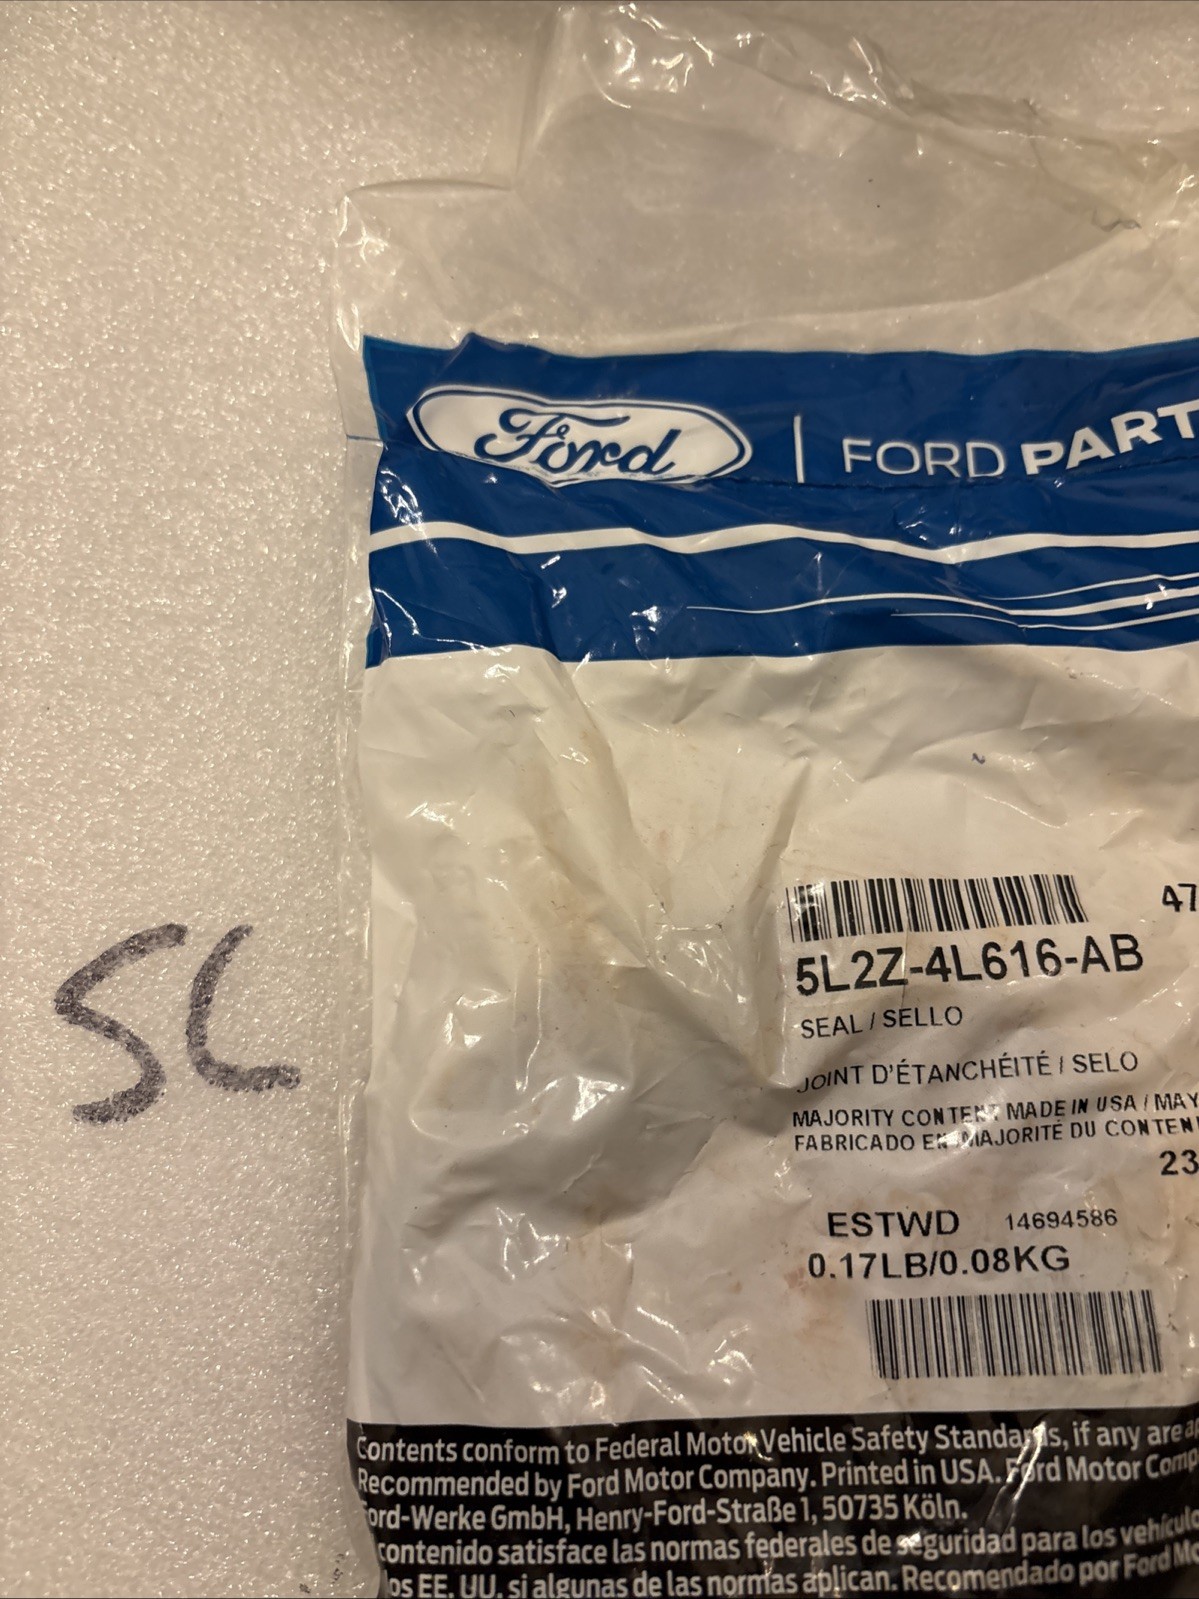 Ford | FORD PART
47
5L2Z-4L616-AB
SEAL / SELLO
JOINT D'ÉTANCHÉITÉ / SELO
MAJORITY CONTENT MADE IN USA / MAY
FABRICADO EN MAJORITÉ DU CONTEN
23
ESTWD 14694586
0.17LB/0.08KG
SL
Contents conform to Federal Motor Vehicle Safety Standards, if any are
Recommended by Ford Motor Company. Printed in USA. Ford Motor Comp
Ford-Werke GmbH, Henry-Ford-Straße 1, 50735 Köln.
contenido satisface las normas federales de seguridad para los vehículo
os EE. UU. si algunas de las normas aplican. Recomendado por Ford Mo